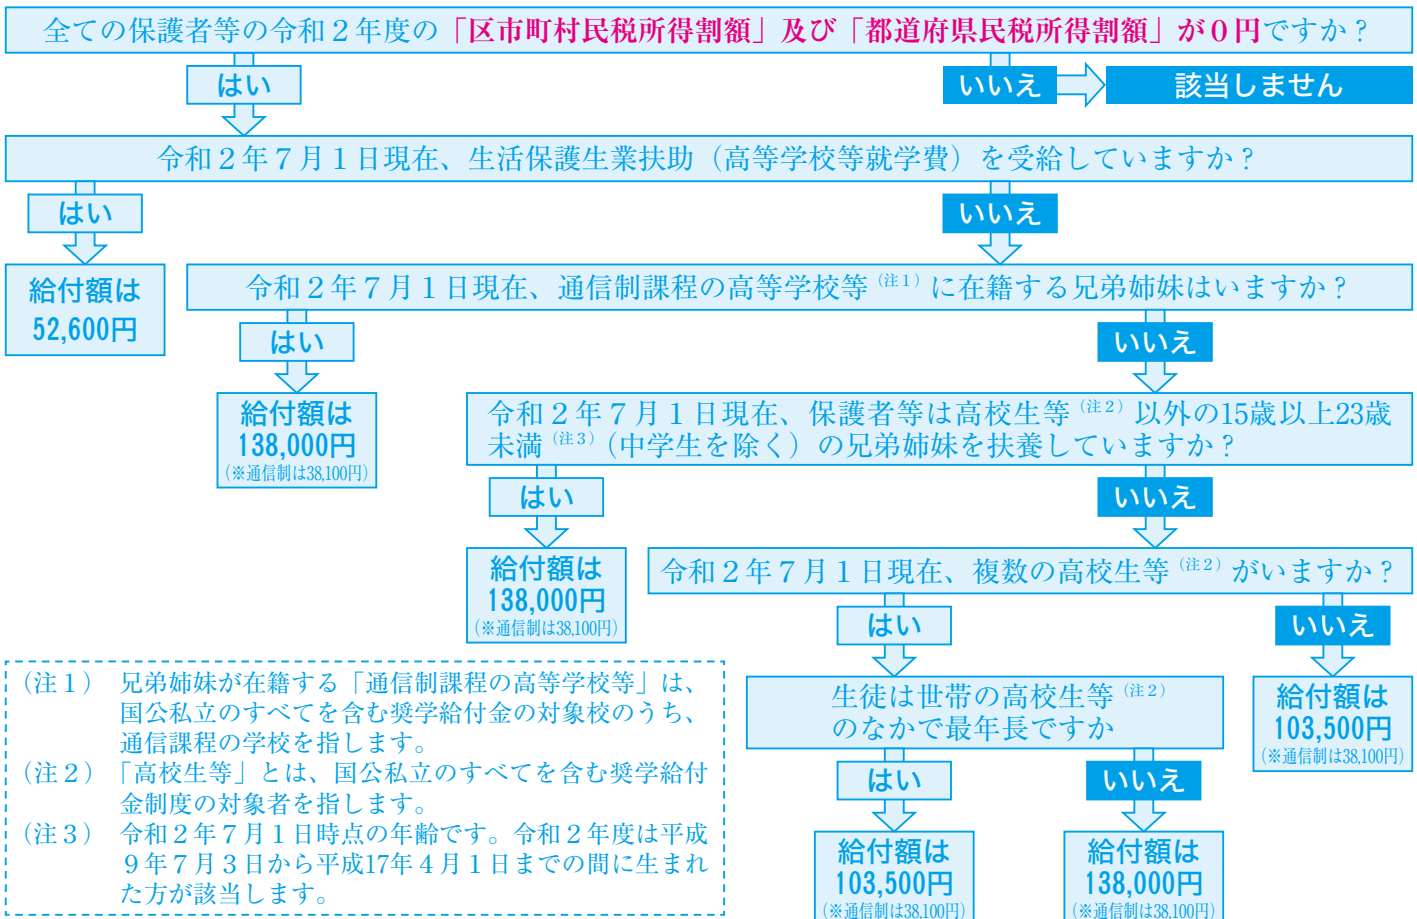 全ての保護者等の令和２年度の「区市町村民税所得割額」及び「都道府県民税所得割額」が０円ですか？
はい
いいえ
該当しません
令和２年７月１日現在、生活保護生業扶助（高等学校等就学費）を受給していますか？
はい
いいえ
給付額は
52,600円
令和２年７月１日現在、通信制課程の高等学校等（注1）に在籍する兄弟姉妹はいますか？
はい
いいえ
給付額は
138,000円
（※通信制は38,100円）
令和２年７月１日現在、保護者等は高校生等（注２）以外の15歳以上23歳
未満（注3）（中学生を除く）の兄弟姉妹を扶養していますか？
はい
いいえ
給付額は
138,000円
（※通信制は38,100円）
令和２年７月１日現在、複数の高校生等（注２）がいますか？
はい
いいえ
生徒は世帯の高校生等（注２）
のなかで最年長ですか
給付額は
103,500円
（※通信制は38,100円）
はい
いいえ
給付額は
103,500円
（※通信制は38,100円）
給付額は
138,000円
（※通信制は38,100円）
（注１）　兄弟姉妹が在籍する「通信制課程の高等学校等」は、
国公私立のすべてを含む奨学給付金の対象校のうち、
通信課程の学校を指します。
（注２）　「高校生等」とは、国公私立のすべてを含む奨学給付
金制度の対象者を指します。
（注３）　令和２年７月１日時点の年齢です。令和２年度は平成
９年７月３日から平成17年４月１日までの間に生まれ
た方が該当します。